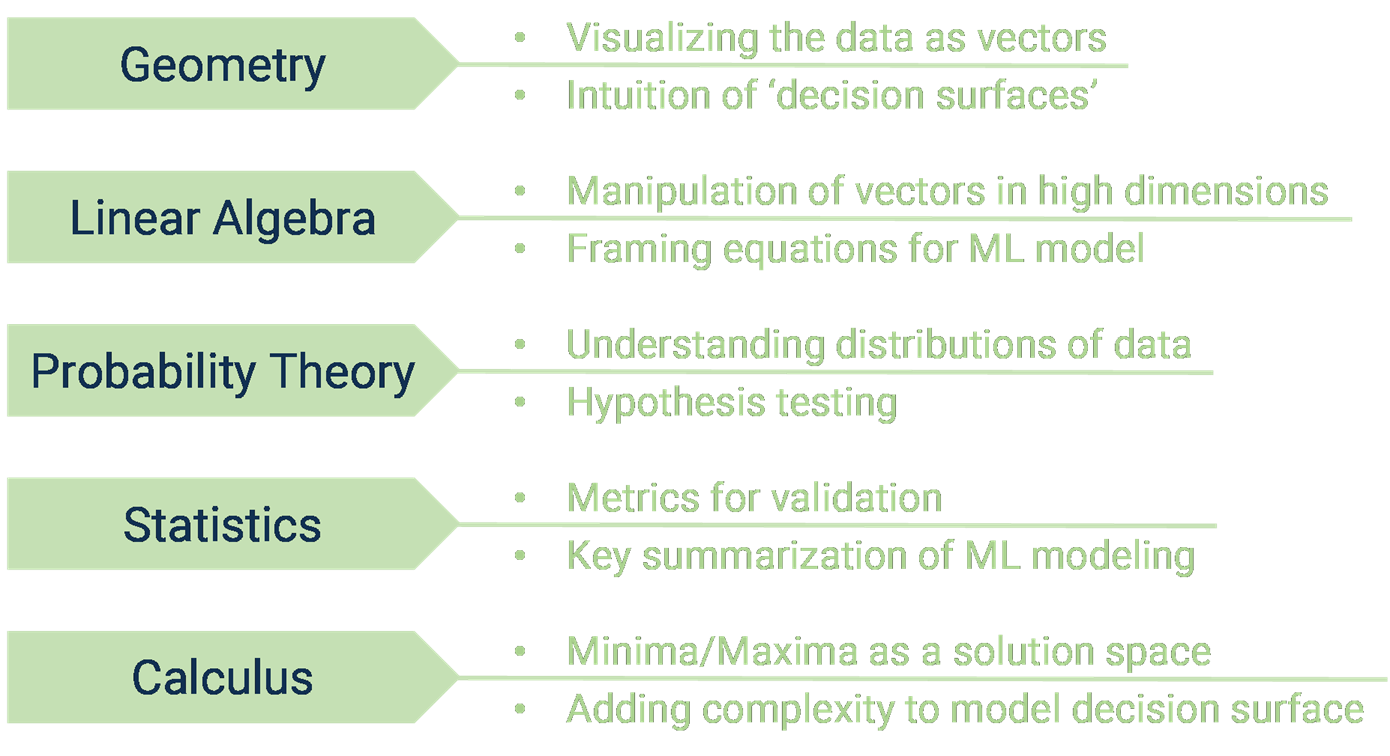 Geometry
• Visualizing the data as vectors
• Intuition of ‘decision surfaces’
Linear Algebra
• Manipulation of vectors in high dimensions
• Framing equations for ML model
Probability Theory
• Understanding distributions of data
• Hypothesis testing
Statistics
• Metrics for validation
• Key summarization of ML modeling
Calculus
• Minima/Maxima as a solution space
• Adding complexity to model decision surface